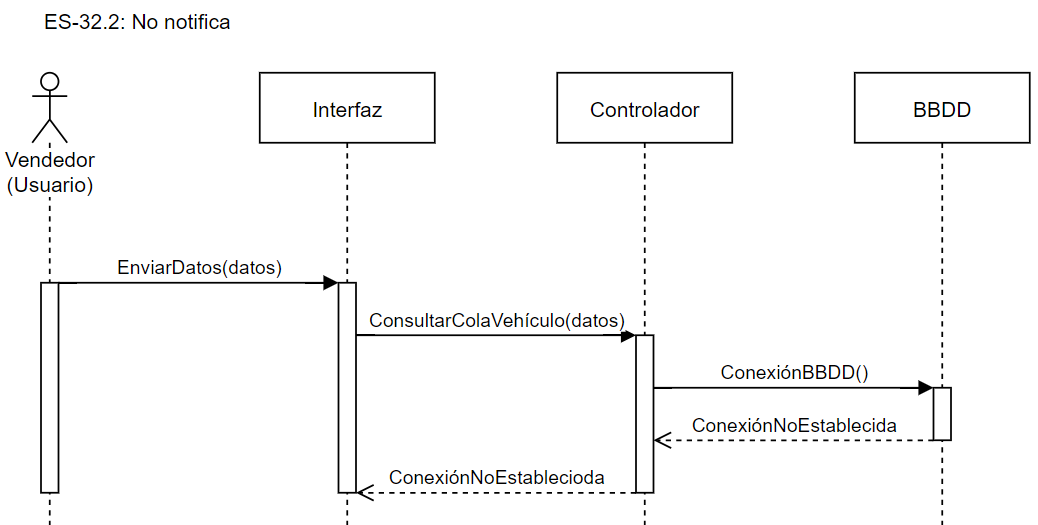 ES-32.2: No notifica
Interfaz
Controlador
BBDD
Vendedor
(Usuario)
EnviarDatos(datos)
ConsultarColaVehículo(datos)
ConexiónBBDD()
ConexiónNoEstablecida
ConexiónNoEstablecioda